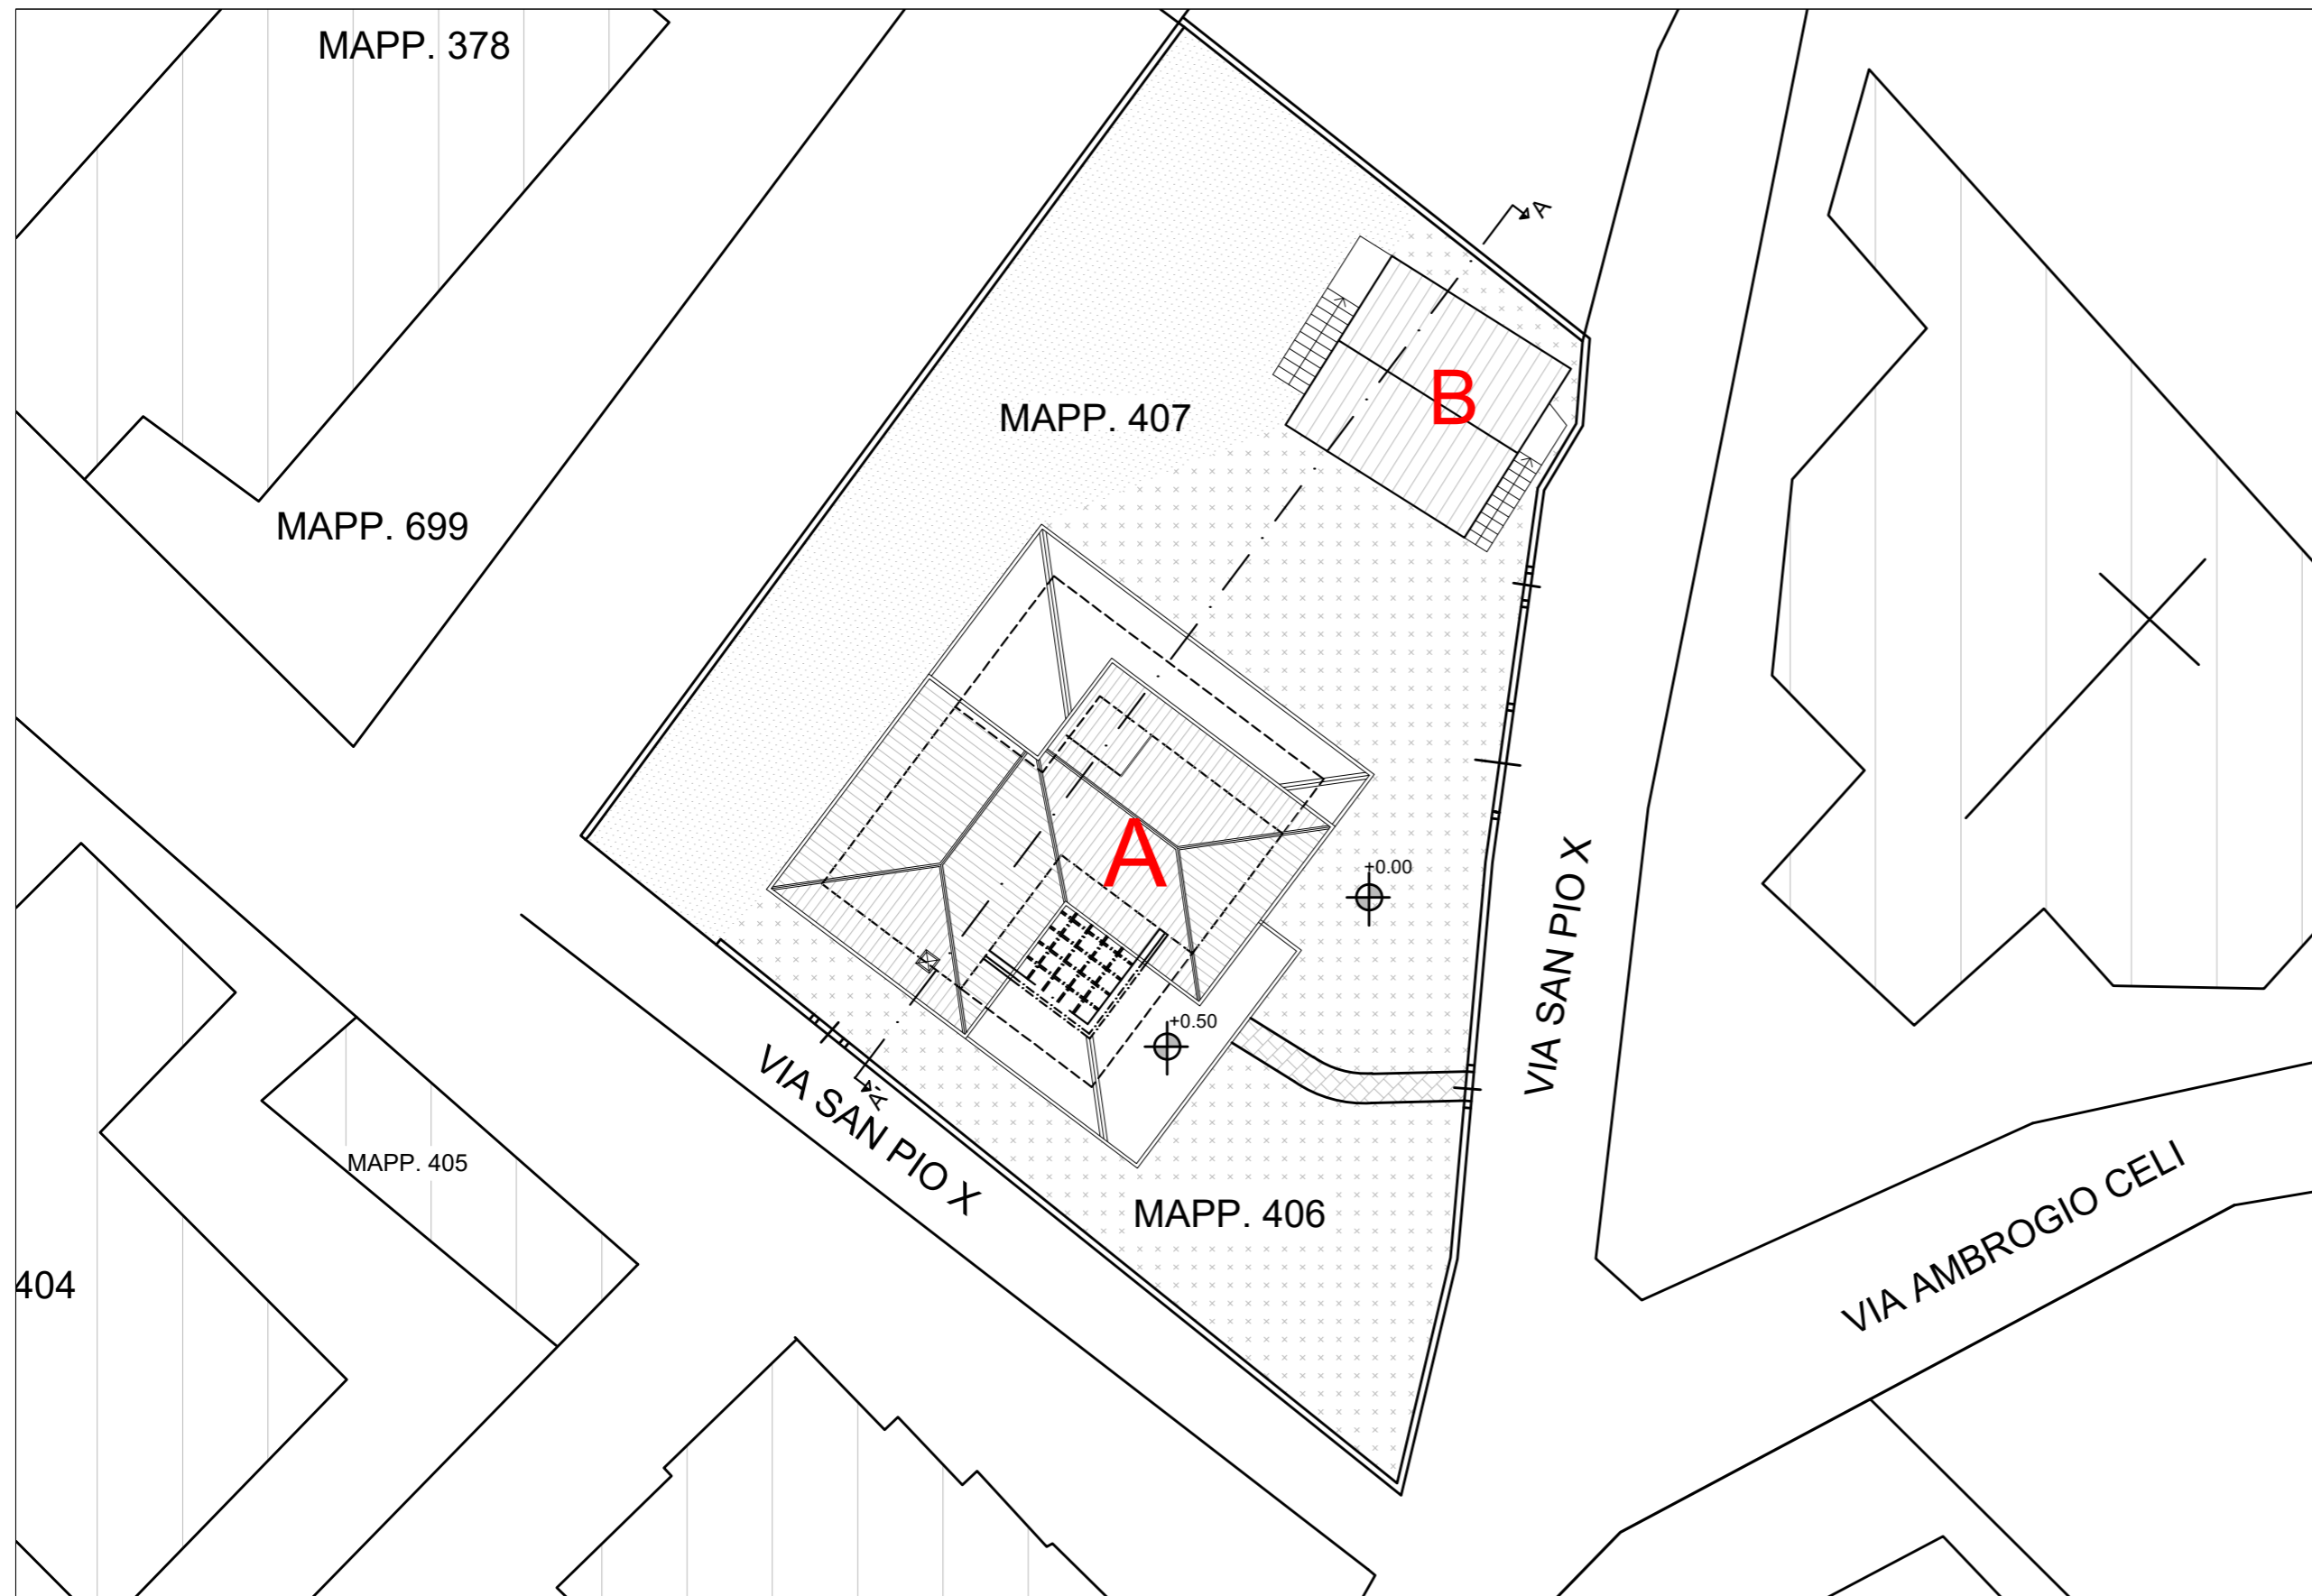 MAPP. 378
A
MAPP. 407
B
MAPP. 699
A
+0.00
+0.50
VIA SAN PIO X
A'
VIA SAN PIO X
MAPP. 405
MAPP. 406
VIA AMBROGIO CELI
404